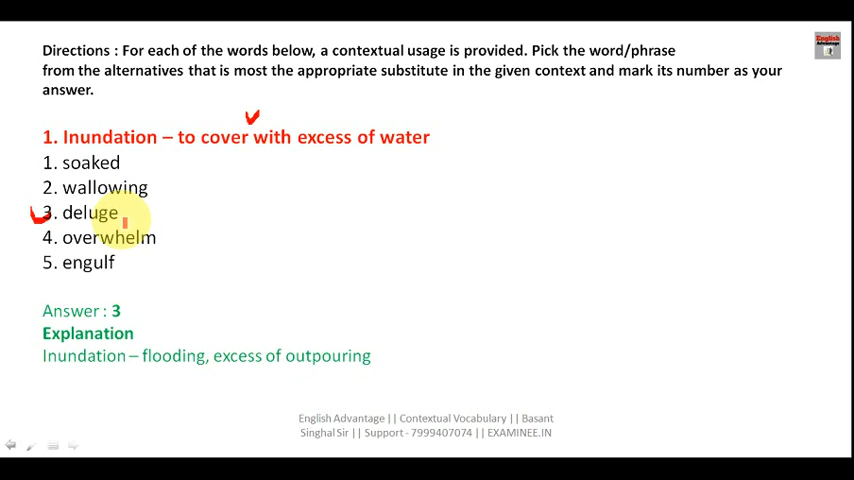 Directions : For each of the words below, a contextual usage is provided. Pick the word/phrase
from the alternatives that is most the appropriate substitute in the given context and mark its number as your
answer.
English
Advantage
1. Inundation – to cover with excess of water
1. soaked
2. wallowing
3. deluge
4. overwhelm
5. engulf
Answer : 3
Explanation
Inundation – flooding, excess of outpouring
English Advantage || Contextual Vocabulary || Basant
Singhal Sir || Support - 7999407074 || EXAMINEE.IN